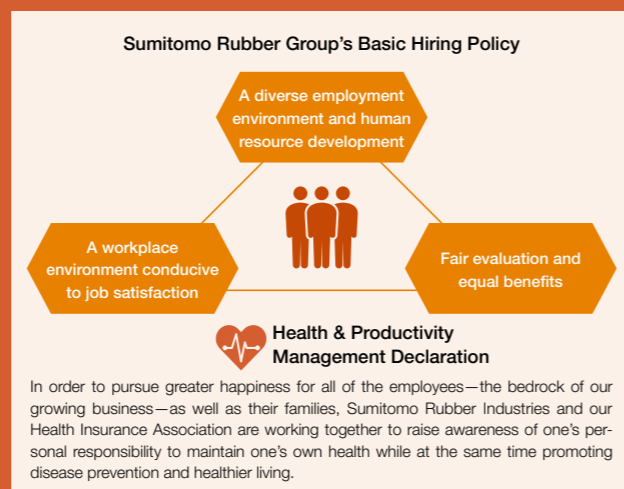 Sumitomo Rubber Group's Basic Hiring Policy
A diverse employment
environment and human
resource development
A workplace
environment conducive
to job satisfaction
Fair evaluation and
equal benefits
Health & Productivity
Management Declaration
In order to pursue greater happiness for all of the employees—the bedrock of our
growing business—as well as their families, Sumitomo Rubber Industries and our
Health Insurance Association are working together to raise awareness of one's per-
sonal responsibility to maintain one's own health while at the same time promoting
disease prevention and healthier living.